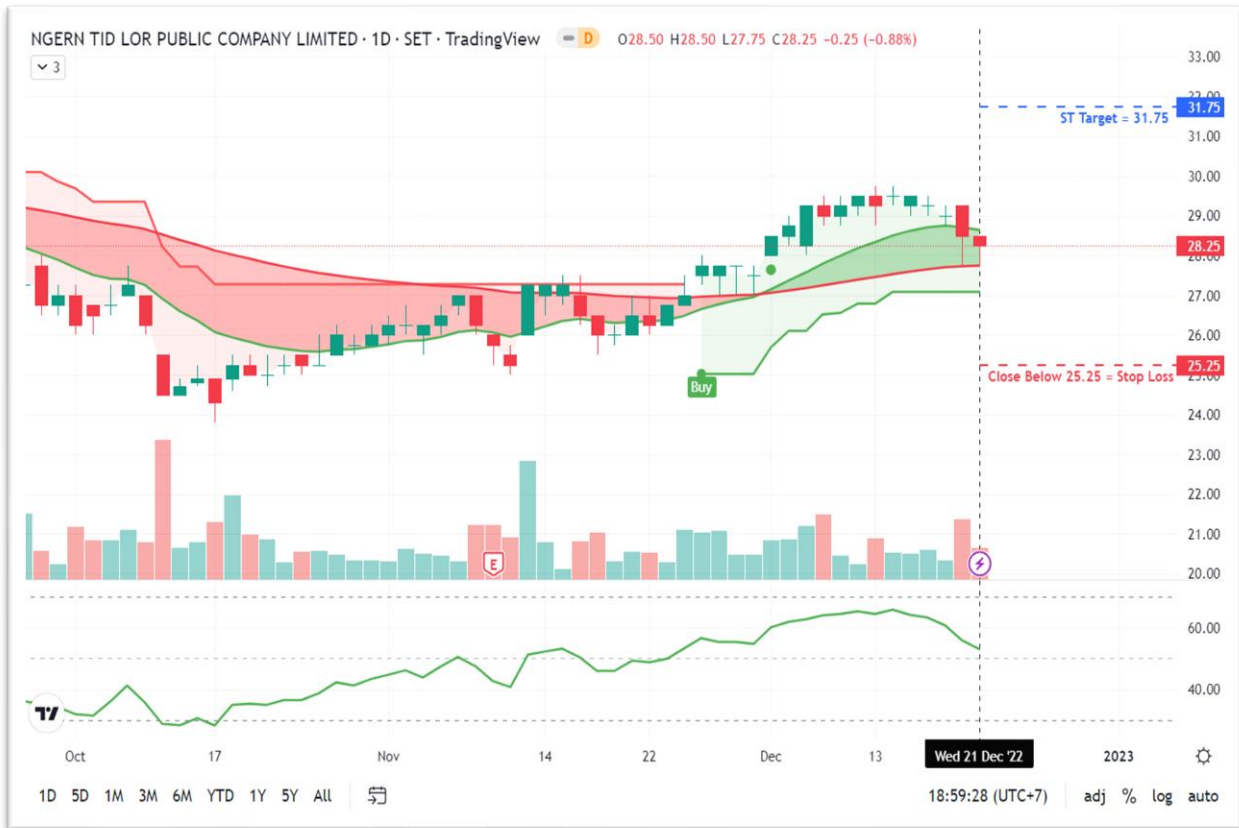 NGERN TID LOR PUBLIC COMPANY LIMITED · 1D · SET · TradingView D O28.50 H28.50 L27.75 C28.25 −0.25 (−0.88%)
3
33.00
32.00
31.75
ST Target = 31.75
31.00
30.00
29.00
28.25
28.00
27.00
26.00
25.25
Close Below 25.25 = Stop Loss
25.00
Buy
24.00
23.00
22.00
21.00
E
20.00
60.00
40.00
Oct 17 Nov 14 22 Dec 13 Wed 21 Dec '22 2023
1D 5D 1M 3M 6M YTD 1Y 5Y All 18:59:28 (UTC+7) adj % log auto